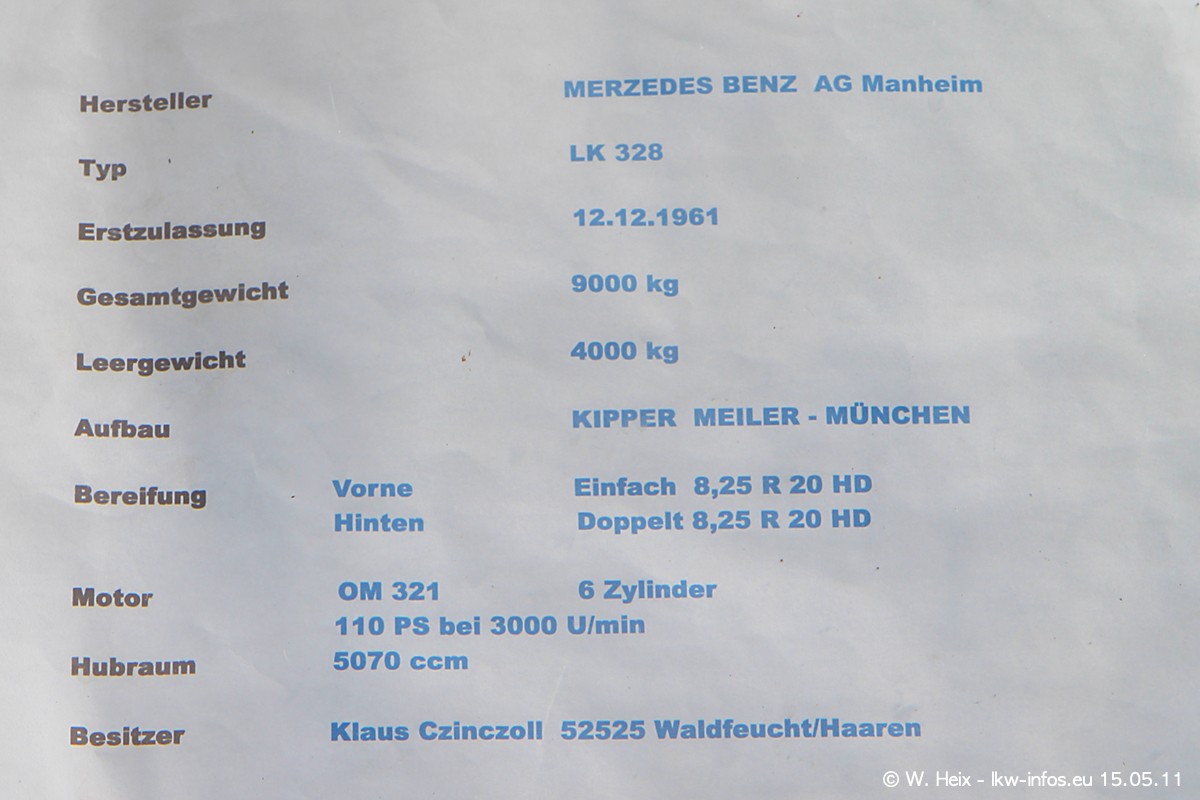 Hersteller MERZEDES BENZ AG Manheim
Typ LK 328
Erstzulassung 12.12.1961
Gesamtgewicht 9000 kg
Leergewicht 4000 kg
Aufbau KIPPER MEILER - MÜNCHEN
Bereifung Vorne Einfach 8,25 R 20 HD
Hinten Doppelt 8,25 R 20 HD
Motor OM 321 6 Zylinder
110 PS bei 3000 U/min
Hubraum 5070 ccm
Besitzer Klaus Czinczoll 52525 Waldfeucht/Haaren
© W. Heix - lkw-infos.eu 15.05.11